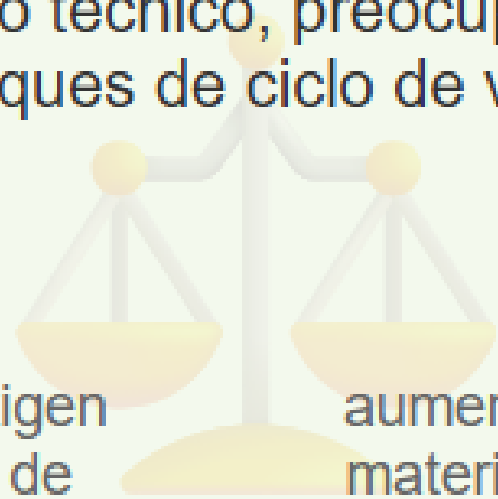 o técnico, preocup
ques de ciclo de v
igen
aumen
de
materi